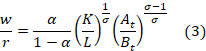 w/r = α/(1 − α) (K/L)^(1/σ) (A_t/B_t)^((σ−1)/σ) (3)